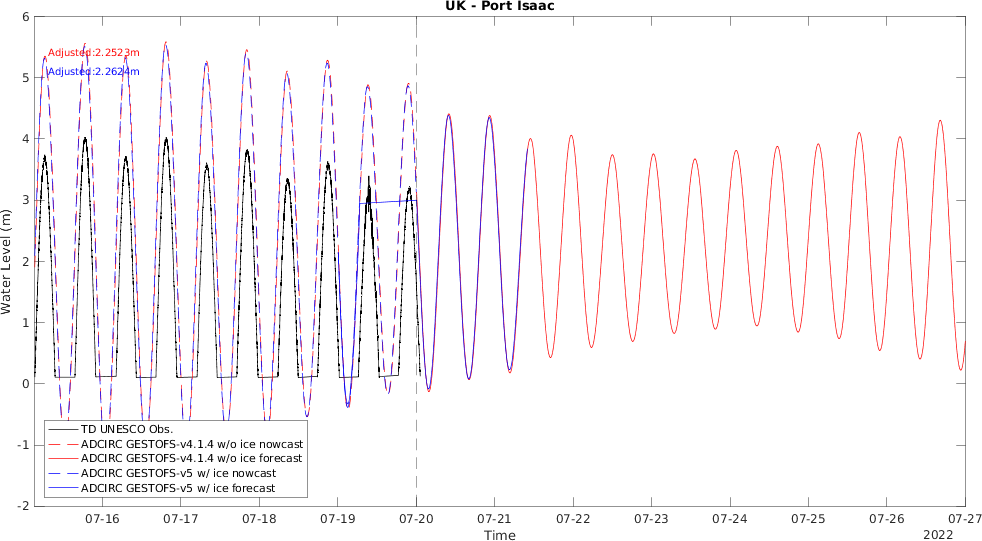 UK - Port Isaac
6
5
4
3
2
1
0
-1
-2
Water Level (m)
Adjusted:2.2523m
Adjusted:2.2624m
TD UNESCO Obs.
ADCIRC GESTOFS-v4.1.4 w/o ice nowcast
ADCIRC GESTOFS-v4.1.4 w/o ice forecast
ADCIRC GESTOFS-v5 w/ ice nowcast
ADCIRC GESTOFS-v5 w/ ice forecast
07-16 07-17 07-18 07-19 07-20 07-21 07-22 07-23 07-24 07-25 07-26 07-27
Time
2022